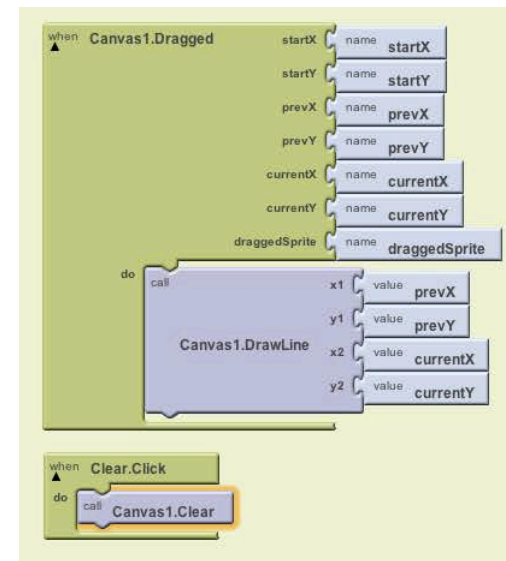 when Canvas1.Dragged startX name startX
startY name startY
prevX name prevX
prevY name prevY
currentX name currentX
currentY name currentY
draggedSprite name draggedSprite
do call x1 value prevX
y1 value prevY
Canvas1.DrawLine x2 value currentX
y2 value currentY
when Clear.Click
do call Canvas1.Clear